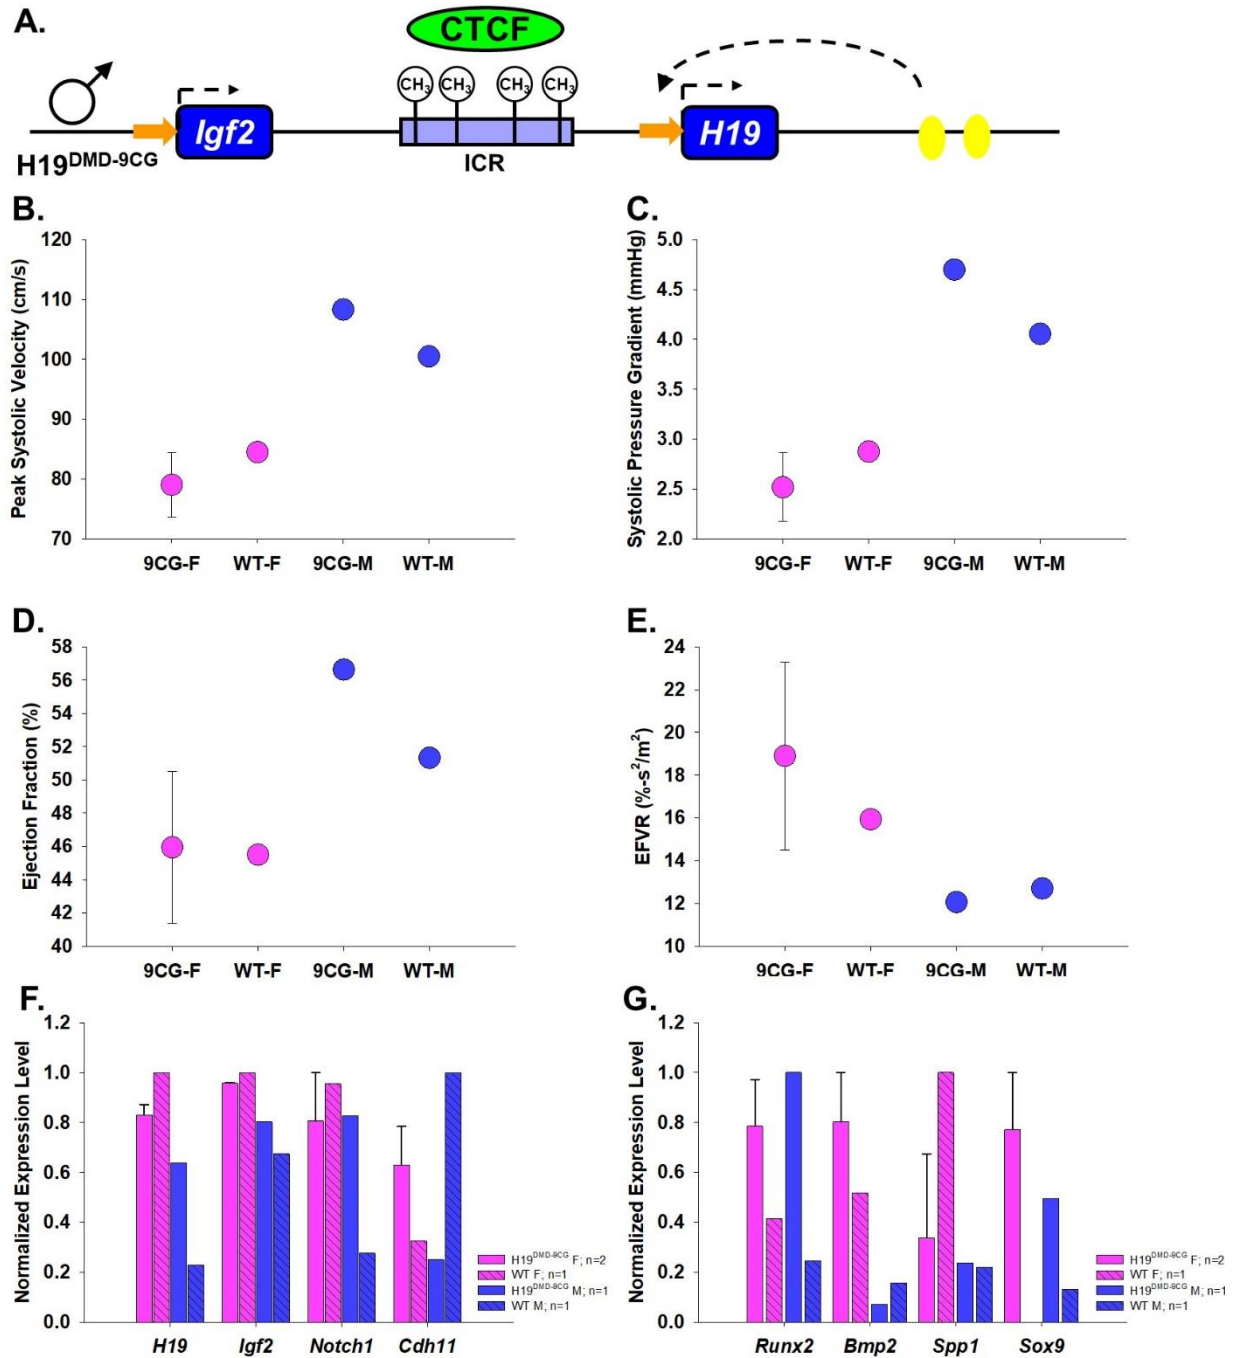 A.
CTCF
CH3 CH3 CH3 CH3
Igf2
H19
H19DMD-9CG
ICR
B.
Peak Systolic Velocity (cm/s)
120
110
100
90
80
70
9CG-F WT-F 9CG-M WT-M
C.
Systolic Pressure Gradient (mmHg)
5.0
4.5
4.0
3.5
3.0
2.5
2.0
9CG-F WT-F 9CG-M WT-M
D.
Ejection Fraction (%)
58
56
54
52
50
48
46
44
42
40
9CG-F WT-F 9CG-M WT-M
E.
EFVR (%-s2/m2)
24
22
20
18
16
14
12
10
9CG-F WT-F 9CG-M WT-M
F.
Normalized Expression Level
1.2
1.0
0.8
0.6
0.4
0.2
0.0
H19 Igf2 Notch1 Cdh11
H19DMD-9CG F; n=2
WT F; n=1
H19DMD-9CG M; n=1
WT M; n=1
G.
Normalized Expression Level
1.2
1.0
0.8
0.6
0.4
0.2
0.0
Runx2 Bmp2 Spp1 Sox9
H19DMD-9CG F; n=2
WT F; n=1
H19DMD-9CG M; n=1
WT M; n=1